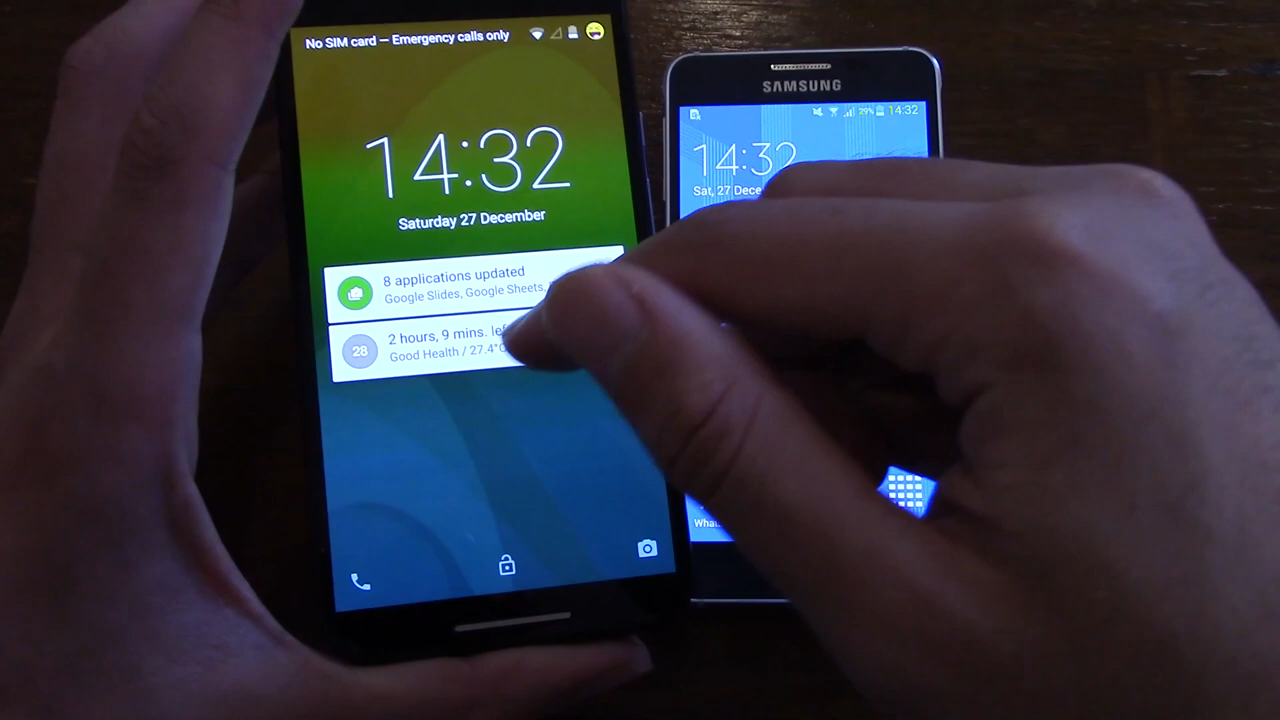 No SIM card — Emergency calls only
14:32
Saturday 27 December
8 applications updated
Google Slides, Google Sheets,
28
2 hours, 9 mins.
Good Health / 27.4°C
SAMSUNG
29% 14:32
14:32
Sat, 27